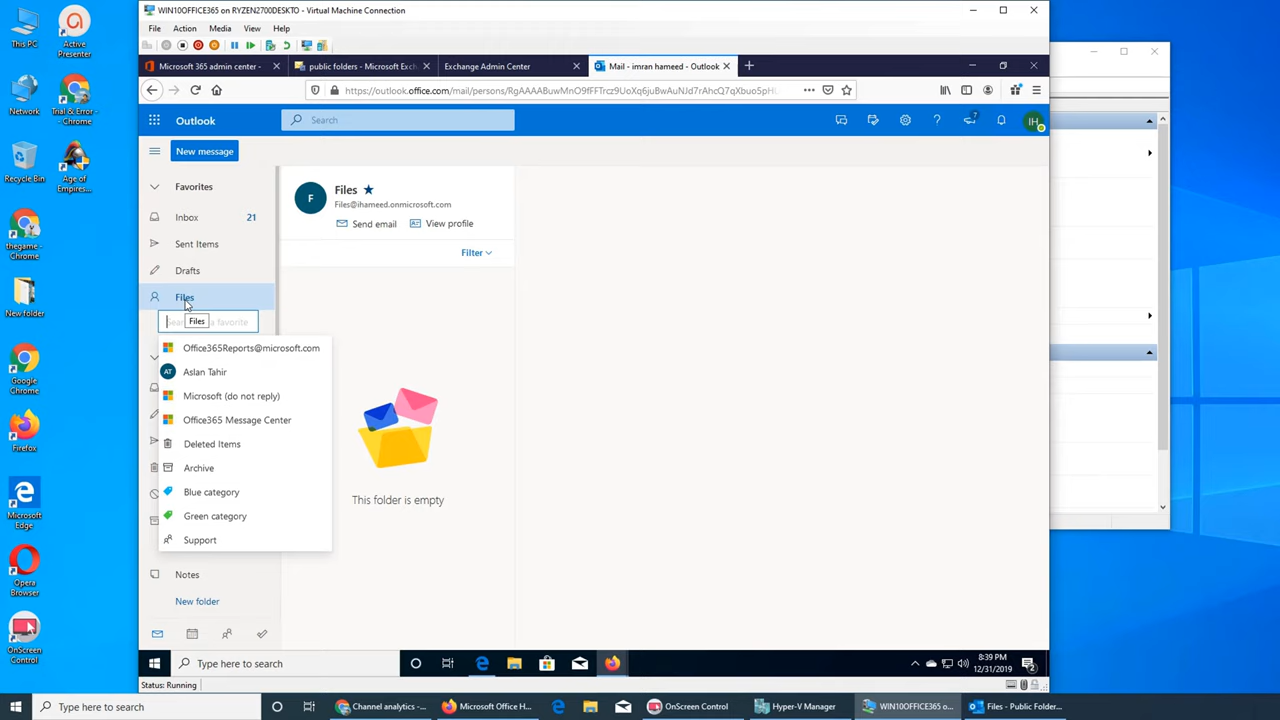 WIN10OFFICE365 on RYZEN2700DESKTO - Virtual Machine Connection
File Action Media View Help
Microsoft 365 admin center -
public folders - Microsoft Exch
Exchange Admin Center
Mail - imran hameed - Outlook
Outlook
Search
New message
Favorites
Inbox 21
Sent Items
Drafts
Files
Files
Office365Reports@microsoft.com
AT Aslan Tahir
Microsoft (do not reply)
Office365 Message Center
Deleted Items
Archive
Blue category
Green category
Support
Notes
New folder
F
Files
Files@ihameed.onmicrosoft.com
Send email View profile
Filter
This folder is empty
IH
Type here to search
8:39 PM
12/31/2019
2
Status: Running
This PC
Active
Presenter
Network
Trial & Error -
- Chrome
Recycle Bin
Age of
Empires...
thegame -
Chrome
New folder
Google
Chrome
Firefox
Microsoft
Edge
Opera
Browser
OnScreen
Control
Type here to search
Channel analytics -...
Microsoft Office H...
OnScreen Control
Hyper-V Manager
WIN10OFFICE365 o...
Files - Public Folder...